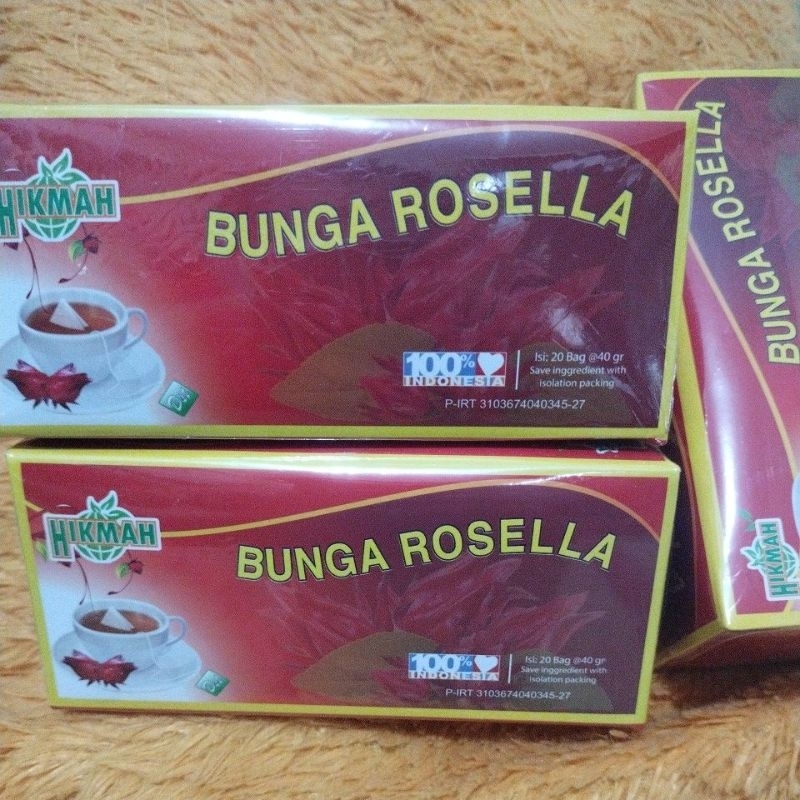 HIKMAH
BUNGA ROSELLA
100%
INDONESIA
Isi: 20 Bag @40 gr
Save inggredient with
isolation packing
P-IRT 3103674040345-27
HIKMAH
BUNGA ROSELLA
100%
INDONESIA
Isi: 20 Bag @40 gr
Save inggredient with
isolation packing
P-IRT 3103674040345-27
BUNGA ROSELLA
HIKMAH